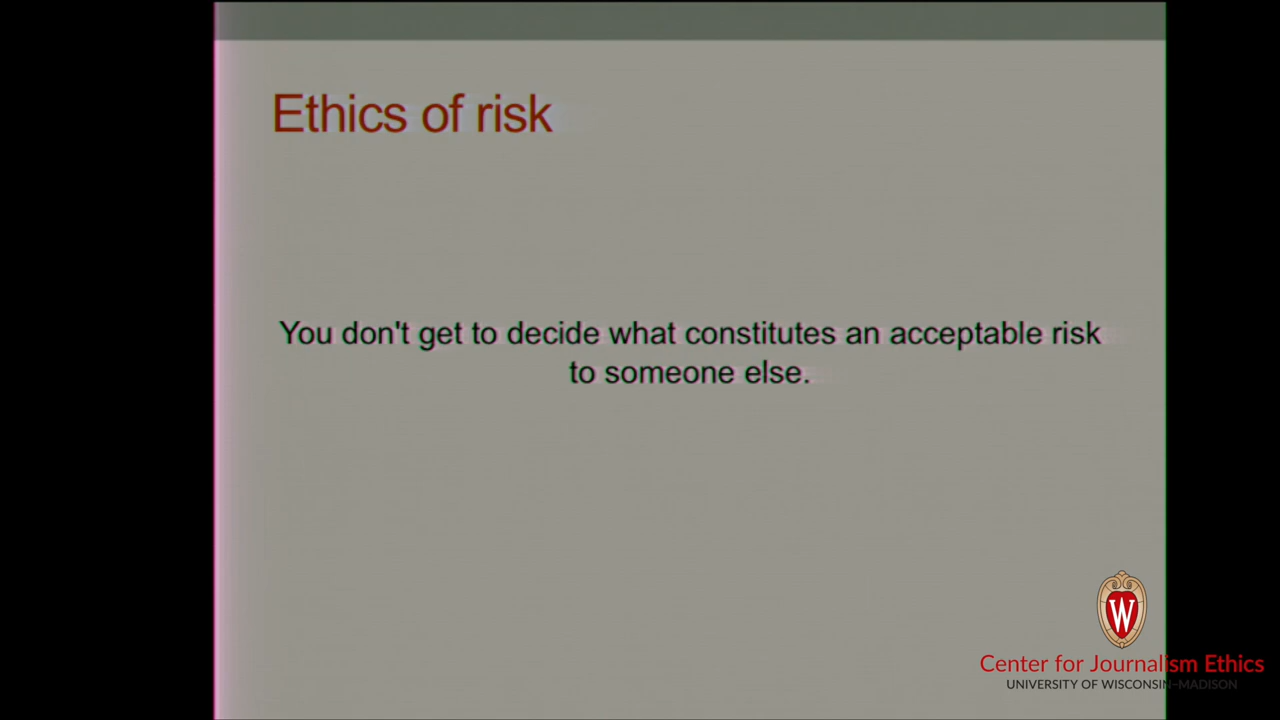 Ethics of risk
You don't get to decide what constitutes an acceptable risk
to someone else.
W
Center for Journalism Ethics
UNIVERSITY OF WISCONSIN–MADISON